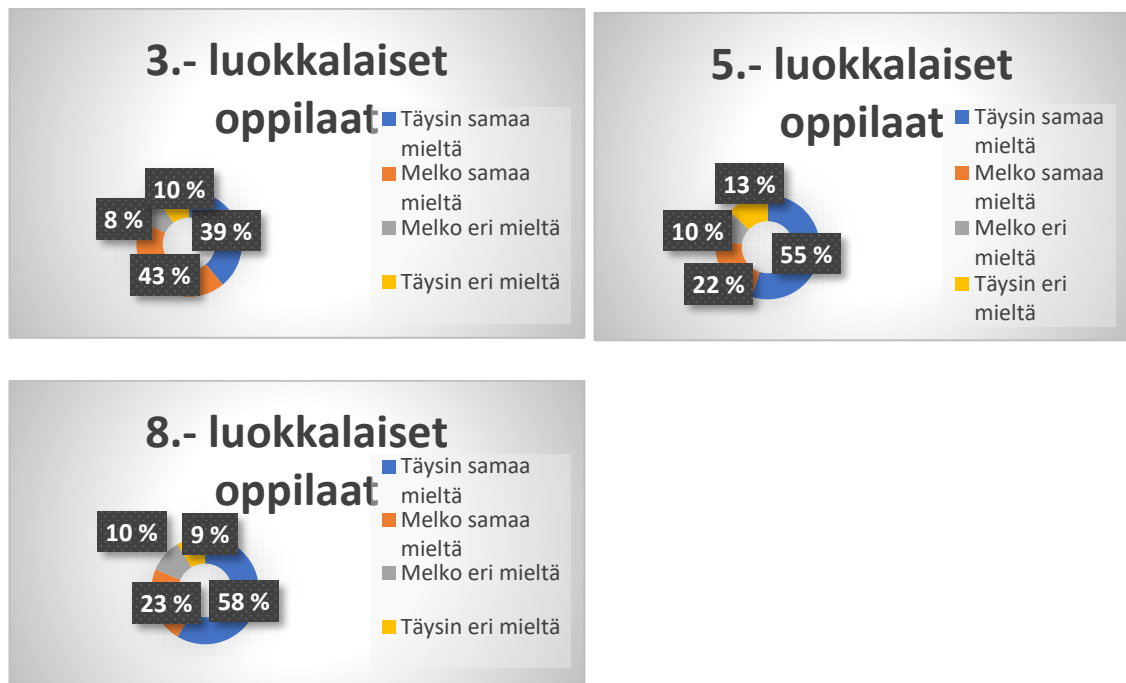 3.- luokkalaiset
oppilaat
Täysin samaa
mieltä
Melko samaa
mieltä
Melko eri mieltä
Täysin eri mieltä
10 %
8 %
39 %
43 %
5.- luokkalaiset
oppilaat
Täysin samaa
mieltä
Melko samaa
mieltä
Melko eri
mieltä
Täysin eri
mieltä
13 %
10 %
55 %
22 %
8.- luokkalaiset
oppilaat
Täysin samaa
mieltä
Melko samaa
mieltä
Melko eri mieltä
Täysin eri mieltä
10 %
9 %
23 %
58 %